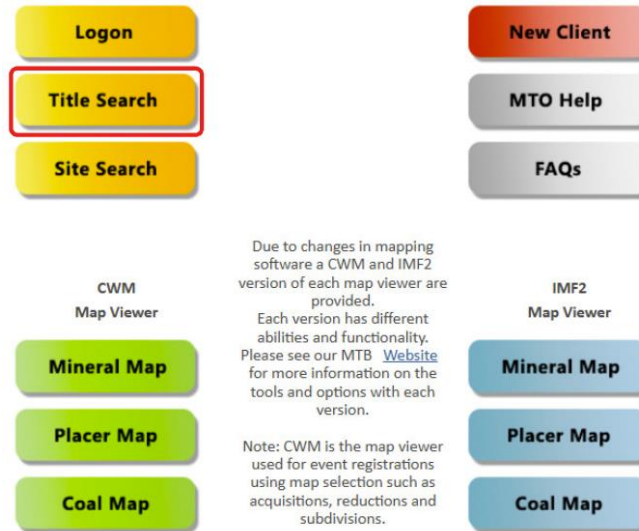 Logon
New Client
Title Search
MTO Help
Site Search
FAQs
CWM
Map Viewer
Due to changes in mapping
software a CWM and IMF2
version of each map viewer are
provided.
Each version has different
abilities and functionality.
Please see our MTB Website
for more information on the
tools and options with each
version.
Note: CWM is the map viewer
used for event registrations
using map selection such as
acquisitions, reductions and
subdivisions.
IMF2
Map Viewer
Mineral Map
Mineral Map
Placer Map
Placer Map
Coal Map
Coal Map